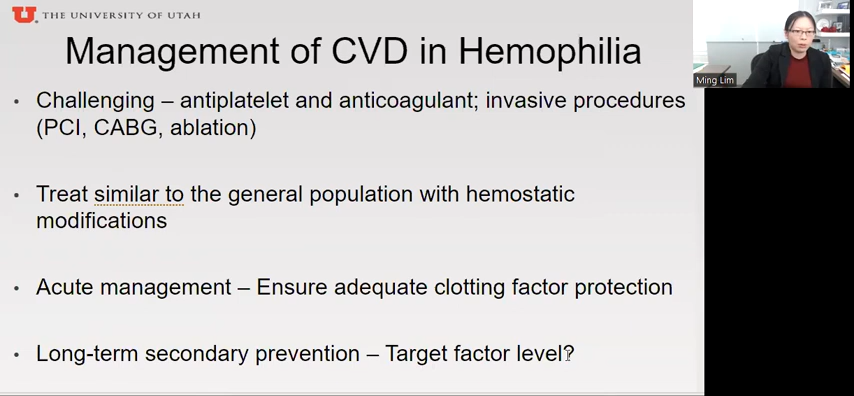 THE UNIVERSITY OF UTAH
Management of CVD in Hemophilia
• Challenging – antiplatelet and anticoagulant; invasive procedures
(PCI, CABG, ablation)
• Treat similar to the general population with hemostatic
modifications
• Acute management – Ensure adequate clotting factor protection
• Long-term secondary prevention – Target factor level?
Ming Lim